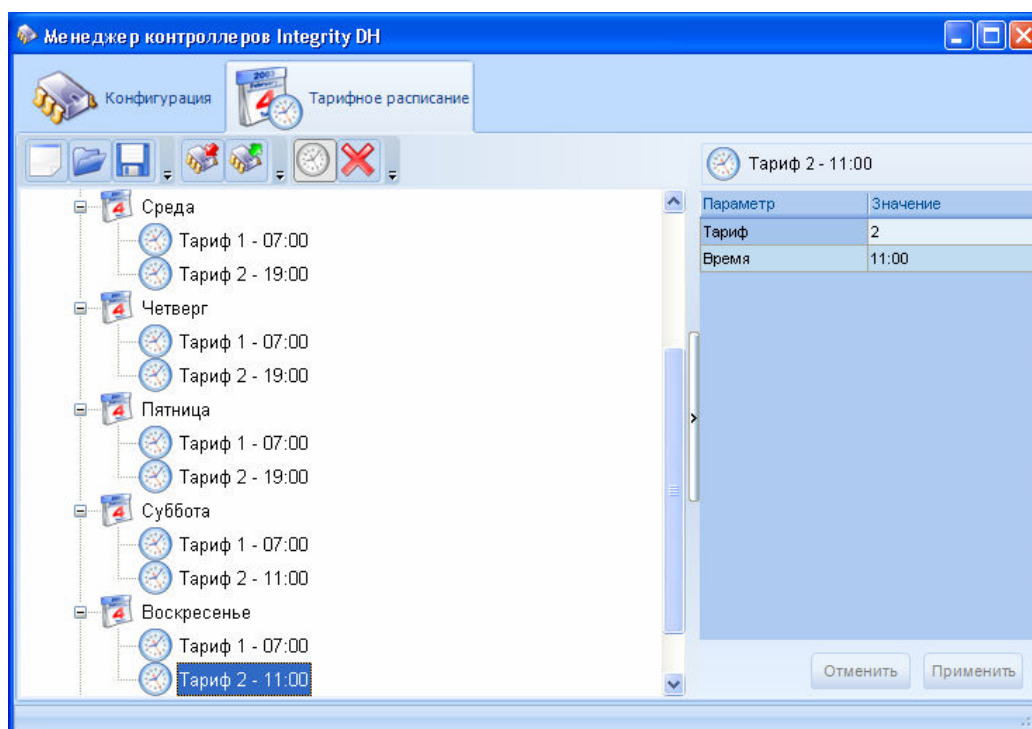 Менеджер контроллеров Integrity DH
Конфигурация
2003
February
4
Тарифное расписание
Среда
Тариф 1 - 07:00
Тариф 2 - 19:00
Четверг
Тариф 1 - 07:00
Тариф 2 - 19:00
Пятница
Тариф 1 - 07:00
Тариф 2 - 19:00
Суббота
Тариф 1 - 07:00
Тариф 2 - 11:00
Воскресенье
Тариф 1 - 07:00
Тариф 2 - 11:00
Тариф 2 - 11:00
Параметр Значение
Тариф 2
Время 11:00
Отменить Применить